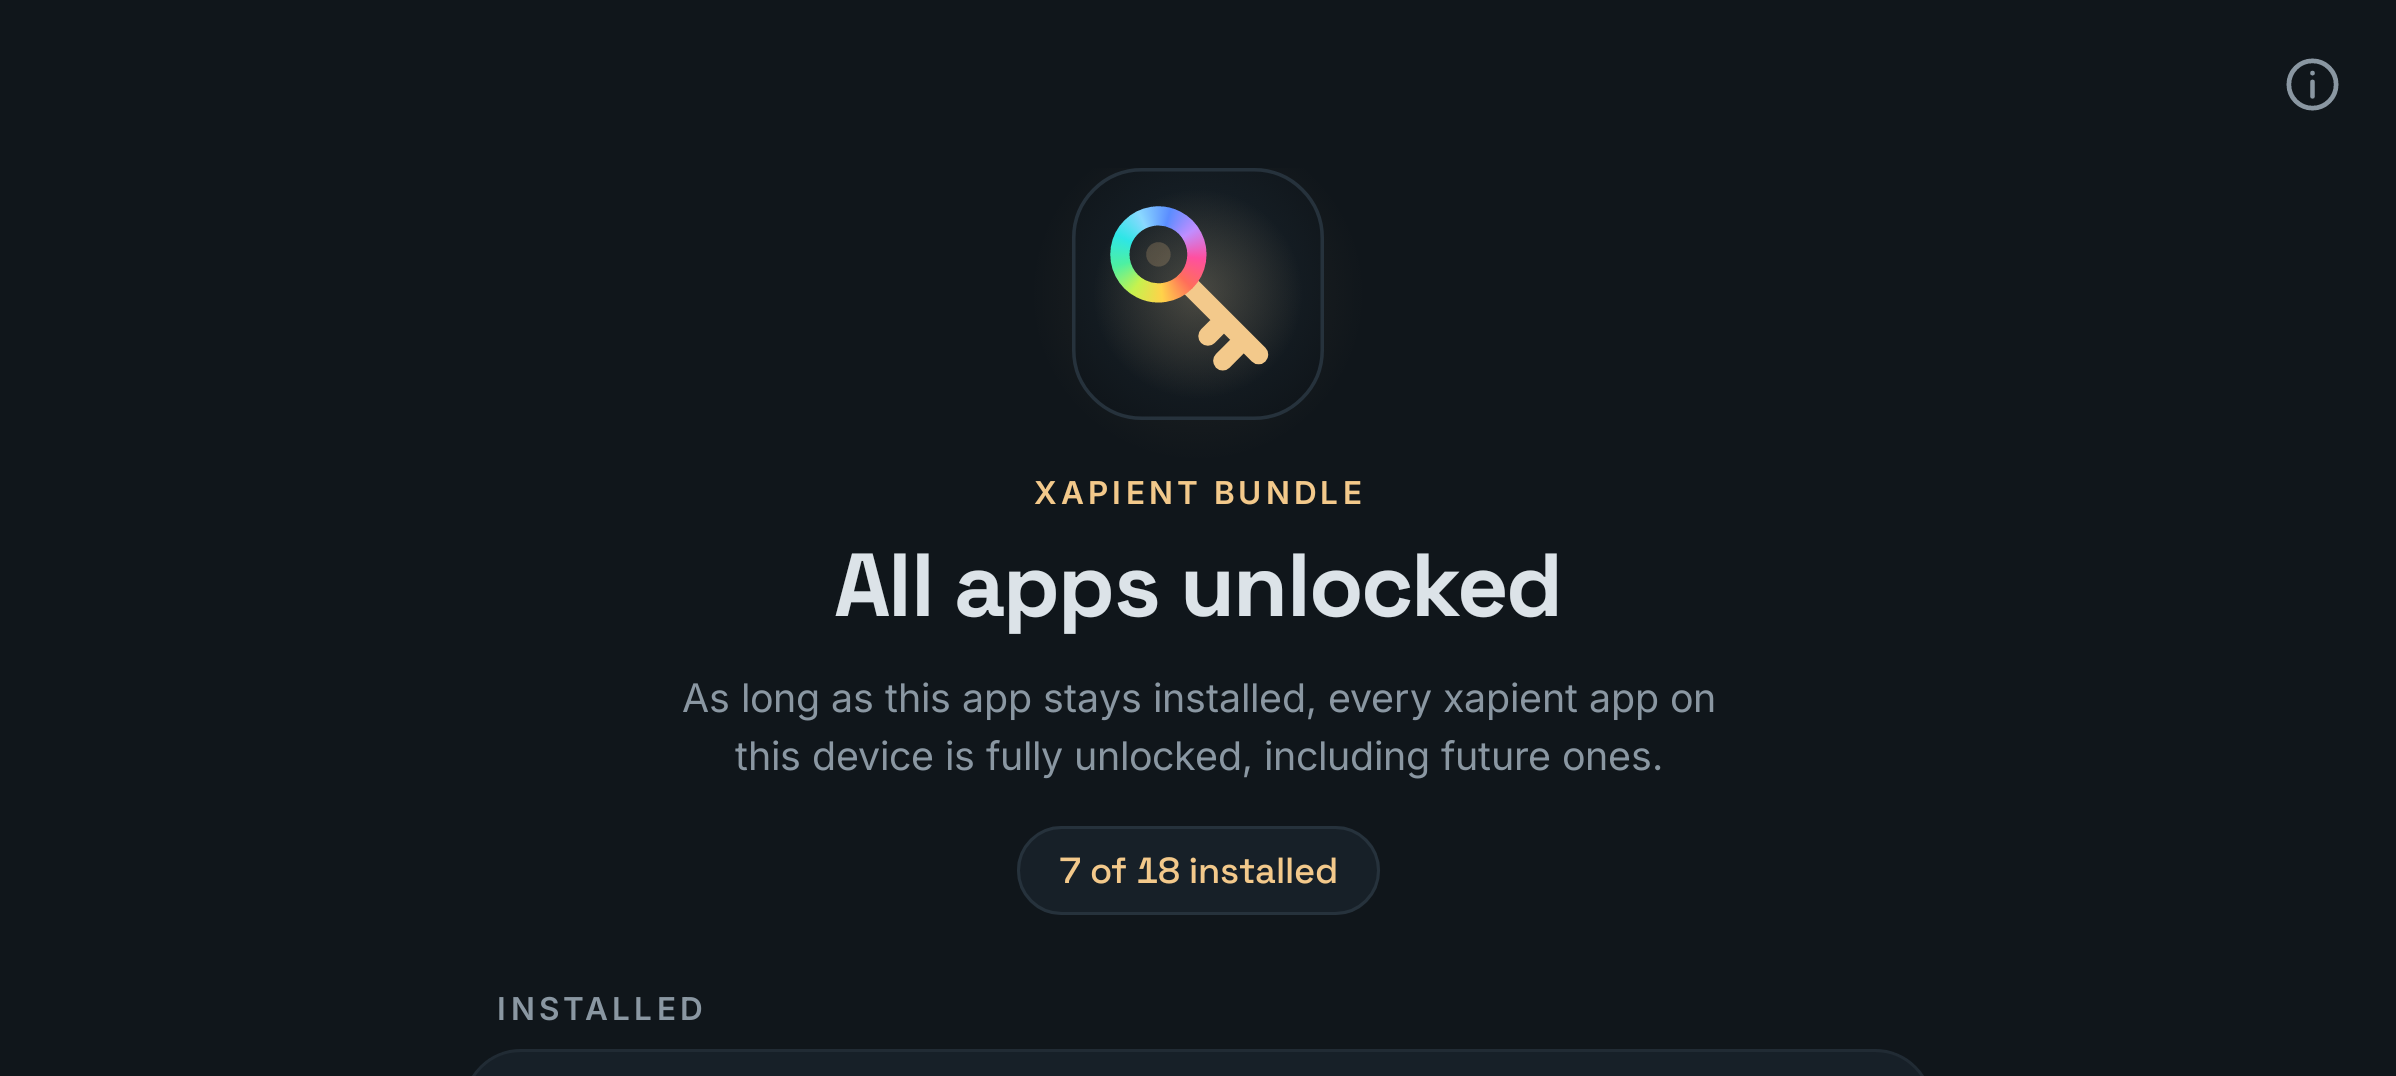 XAPIENT BUNDLE
All apps unlocked
As long as this app stays installed, every xapient app on
this device is fully unlocked, including future ones.
7 of 18 installed
INSTALLED